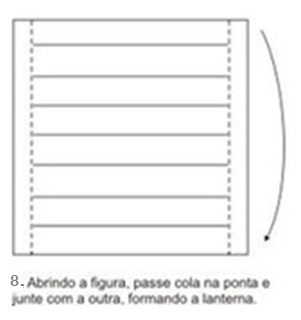 8- Abrindo a figura, passe cola na ponta e
junte com a outra, formando a lanterna.